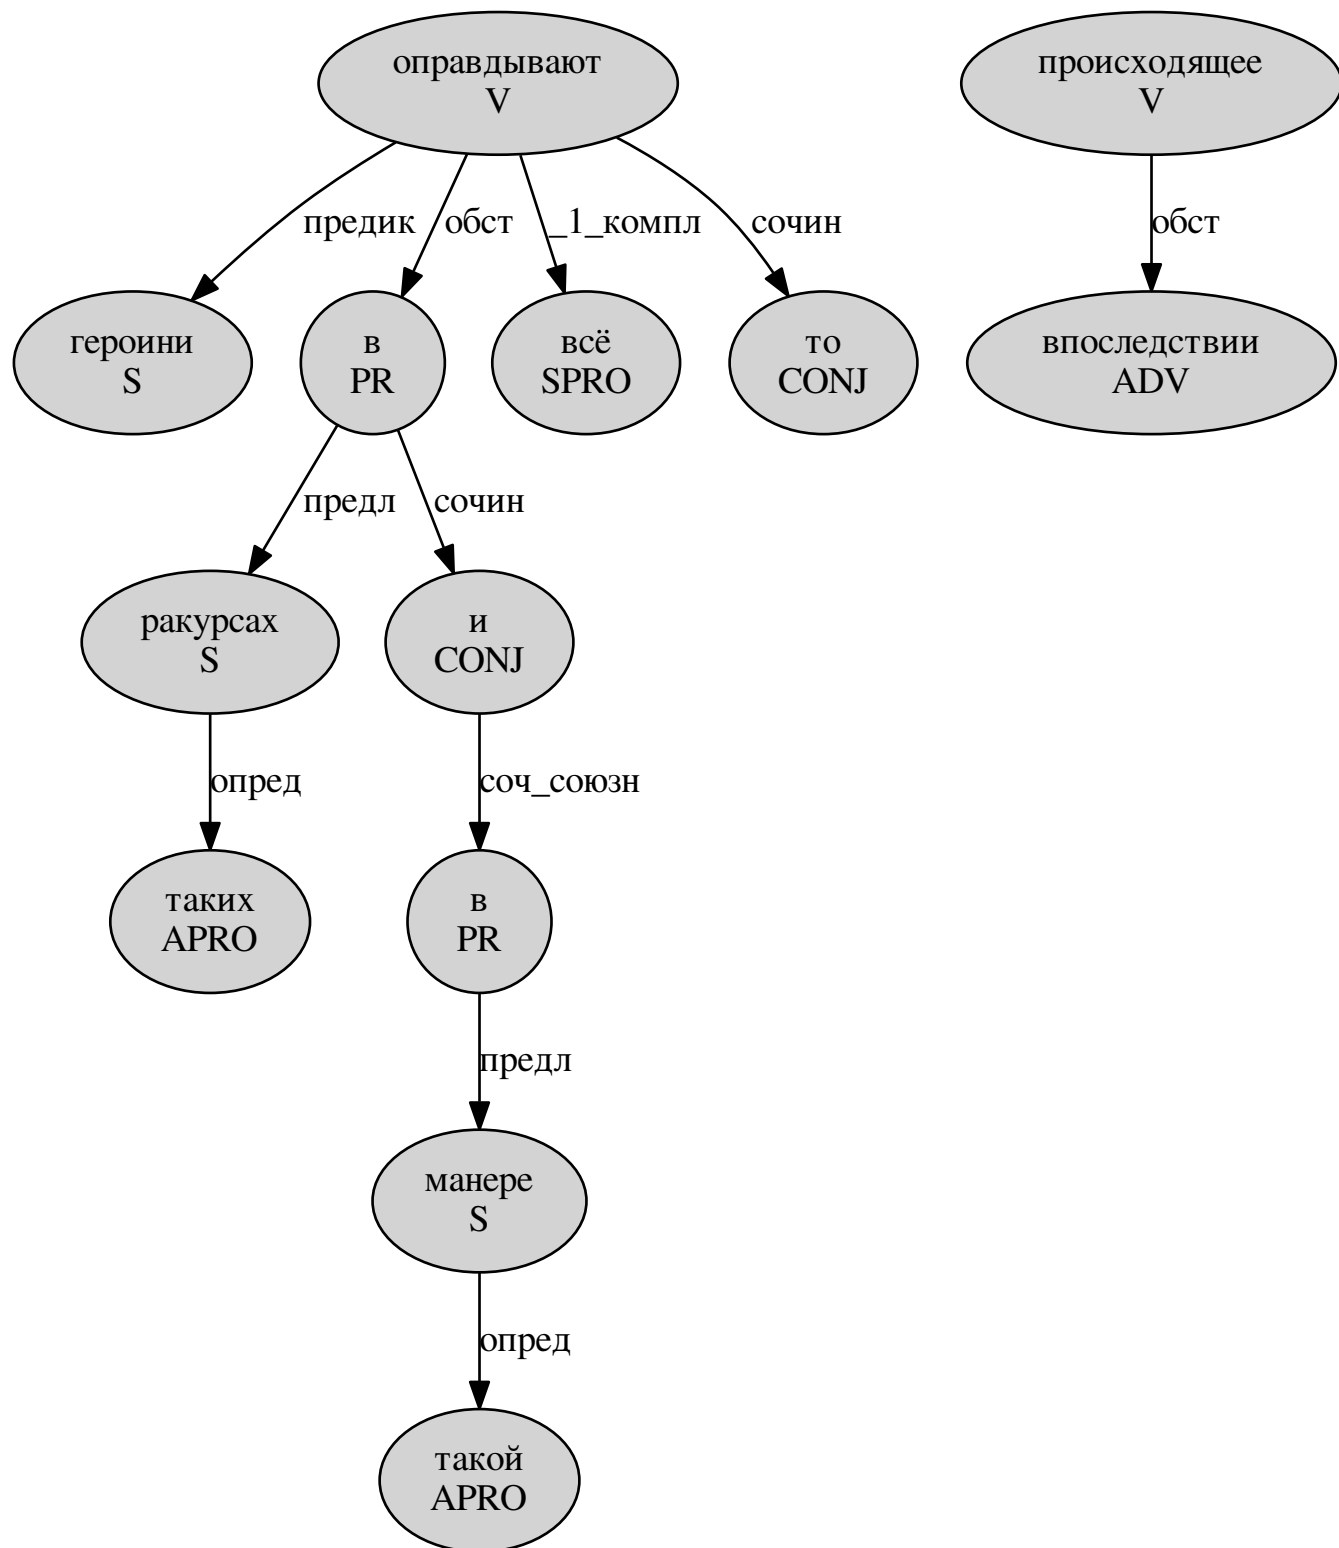 оправдывают
V
происходящее
V
предик
обст
_1_компл
сочин
обст
героини
S
в
PR
всё
SPRO
то
CONJ
впоследствии
ADV
предл
сочин
ракурсах
S
и
CONJ
опред
соч_союзн
таких
APRO
в
PR
предл
манере
S
опред
такой
APRO